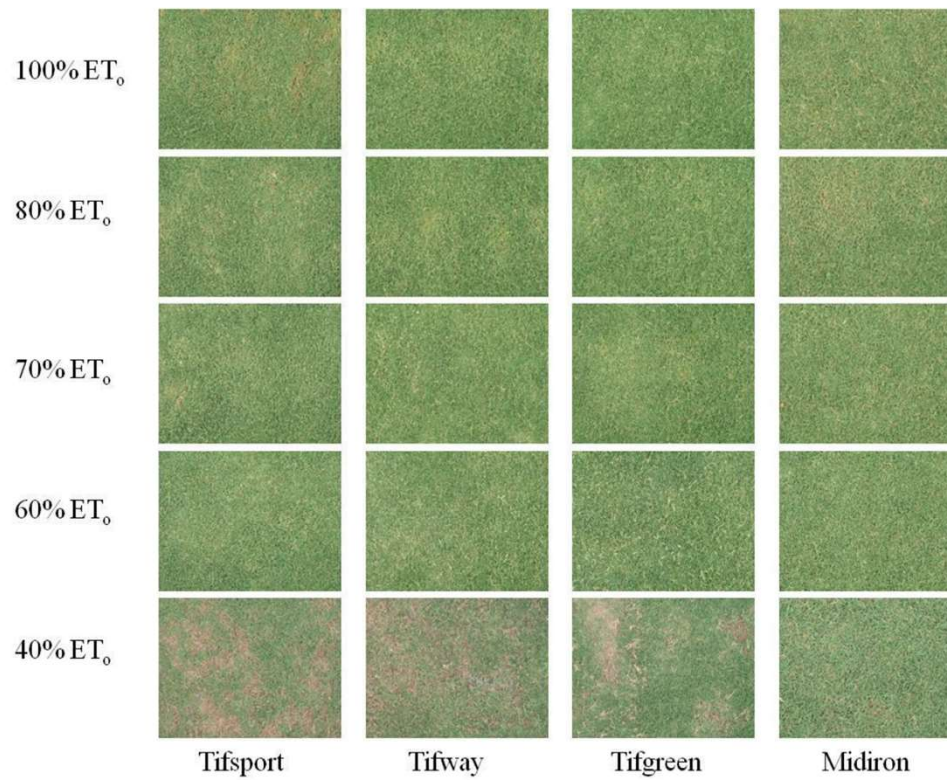 100% ETo
80% ETo
70% ETo
60% ETo
40% ETo
Tifsport Tifway Tifgreen Midiron